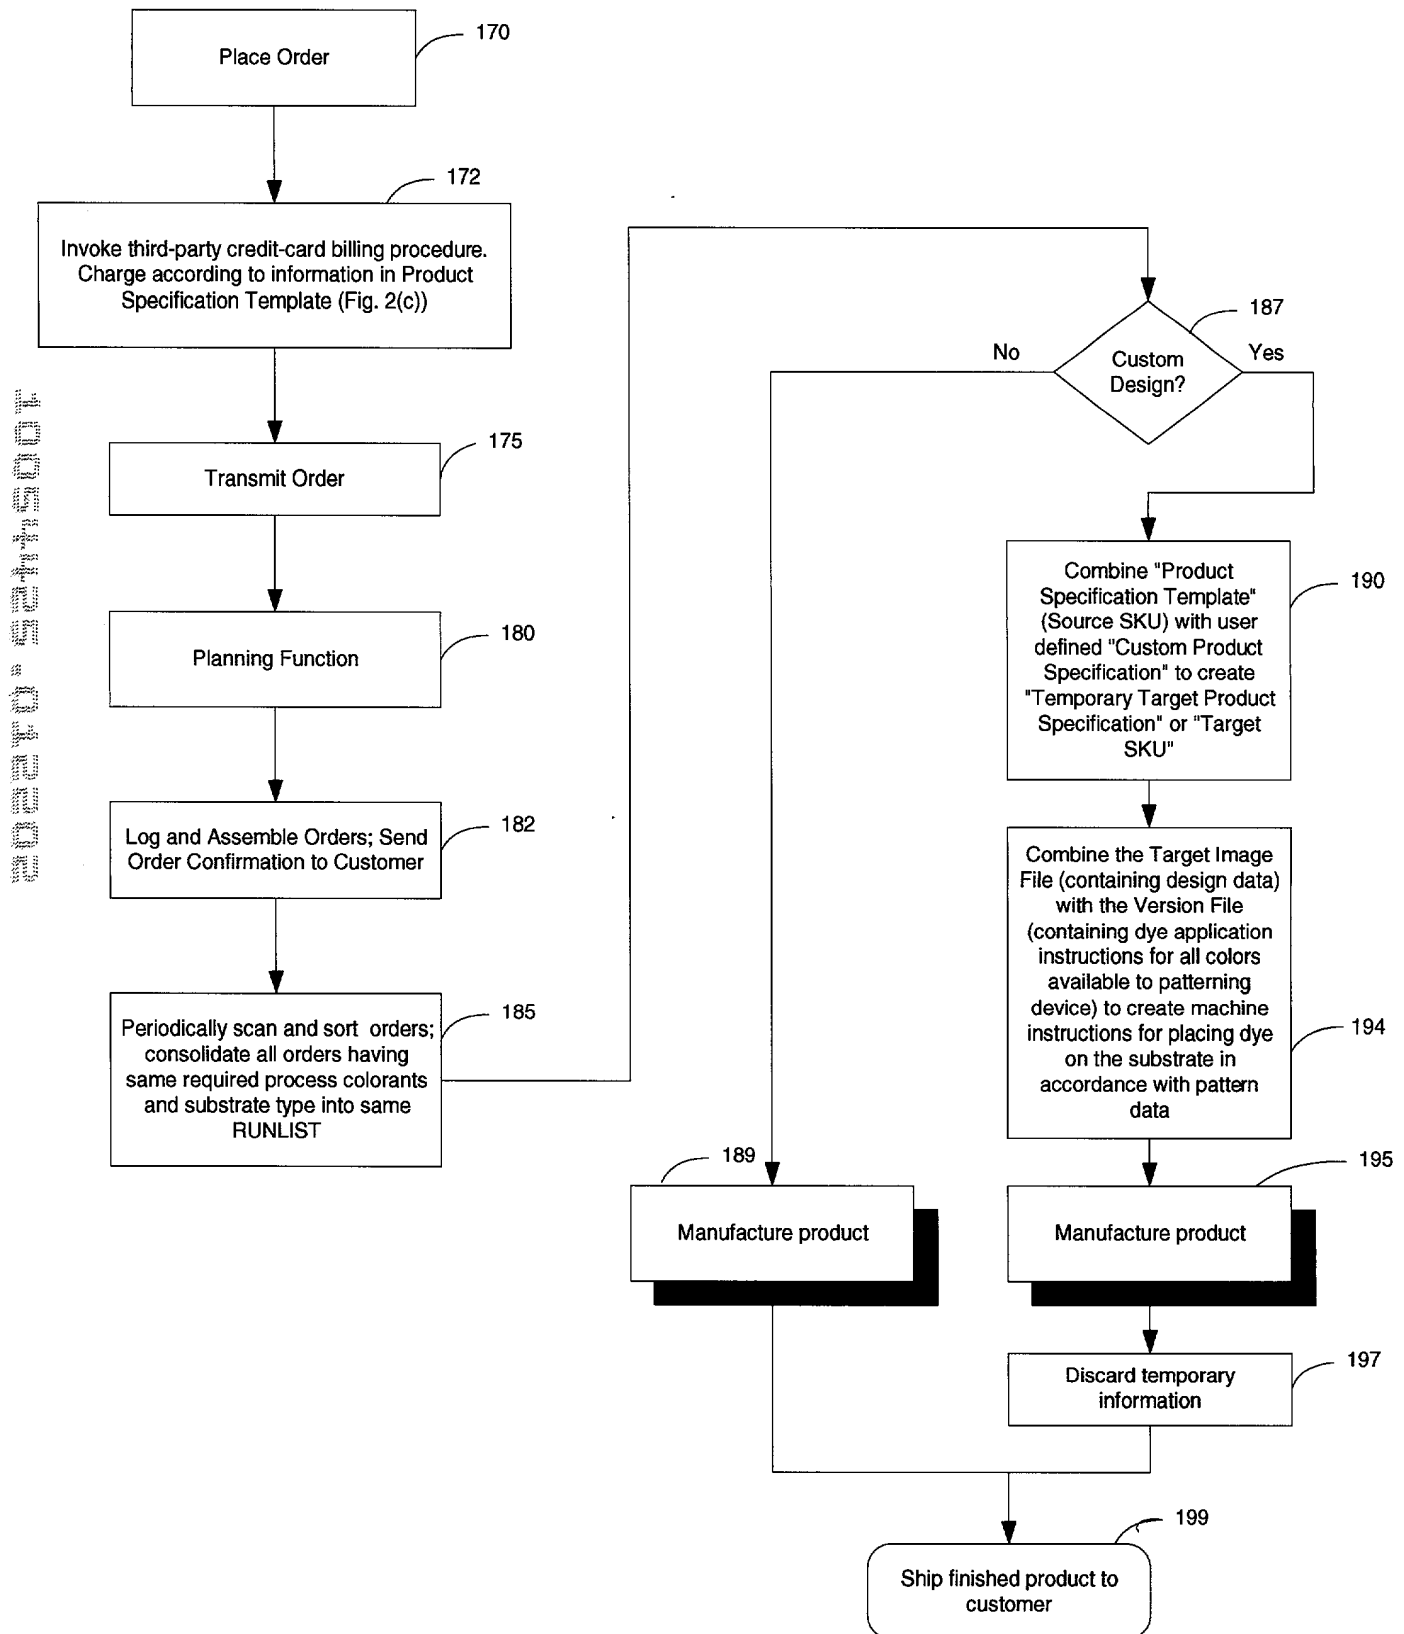 Place Order
170
172
Invoke third-party credit-card billing procedure.
Charge according to information in Product
Specification Template (Fig. 2(c))
175
Transmit Order
180
Planning Function
182
Log and Assemble Orders; Send
Order Confirmation to Customer
185
Periodically scan and sort orders;
consolidate all orders having
same required process colorants
and substrate type into same
RUNLIST
187
Custom
Design?
No
Yes
190
Combine "Product
Specification Template"
(Source SKU) with user
defined "Custom Product
Specification" to create
"Temporary Target Product
Specification" or "Target
SKU"
194
Combine the Target Image
File (containing design data)
with the Version File
(containing dye application
instructions for all colors
available to patterning
device) to create machine
instructions for placing dye
on the substrate in
accordance with pattern
data
189
Manufacture product
195
Manufacture product
197
Discard temporary
information
199
Ship finished product to
customer